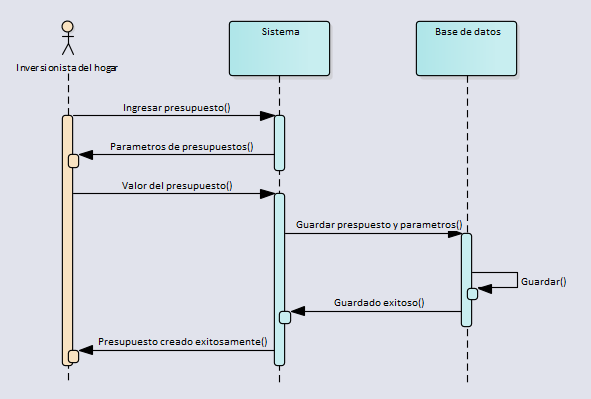 Sistema
Base de datos
Inversionista del hogar
Ingresar presupuesto()
Parametros de presupuestos()
Valor del presupuesto()
Guardar prespuesto y parametros()
Guardar()
Guardado exitoso()
Presupuesto creado exitosamente()